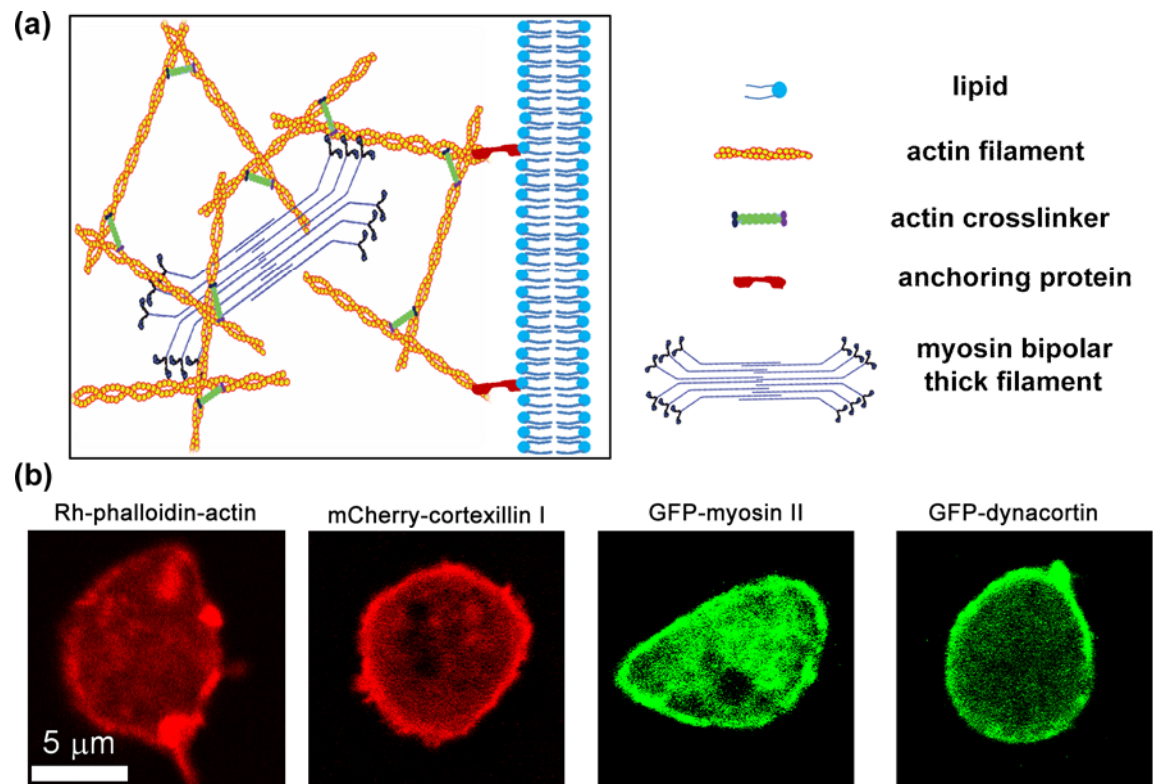 (a)
lipid
actin filament
actin crosslinker
anchoring protein
myosin bipolar
thick filament
(b)
Rh-phalloidin-actin
mCherry-cortexillin I
GFP-myosin II
GFP-dynacortin
5 μm